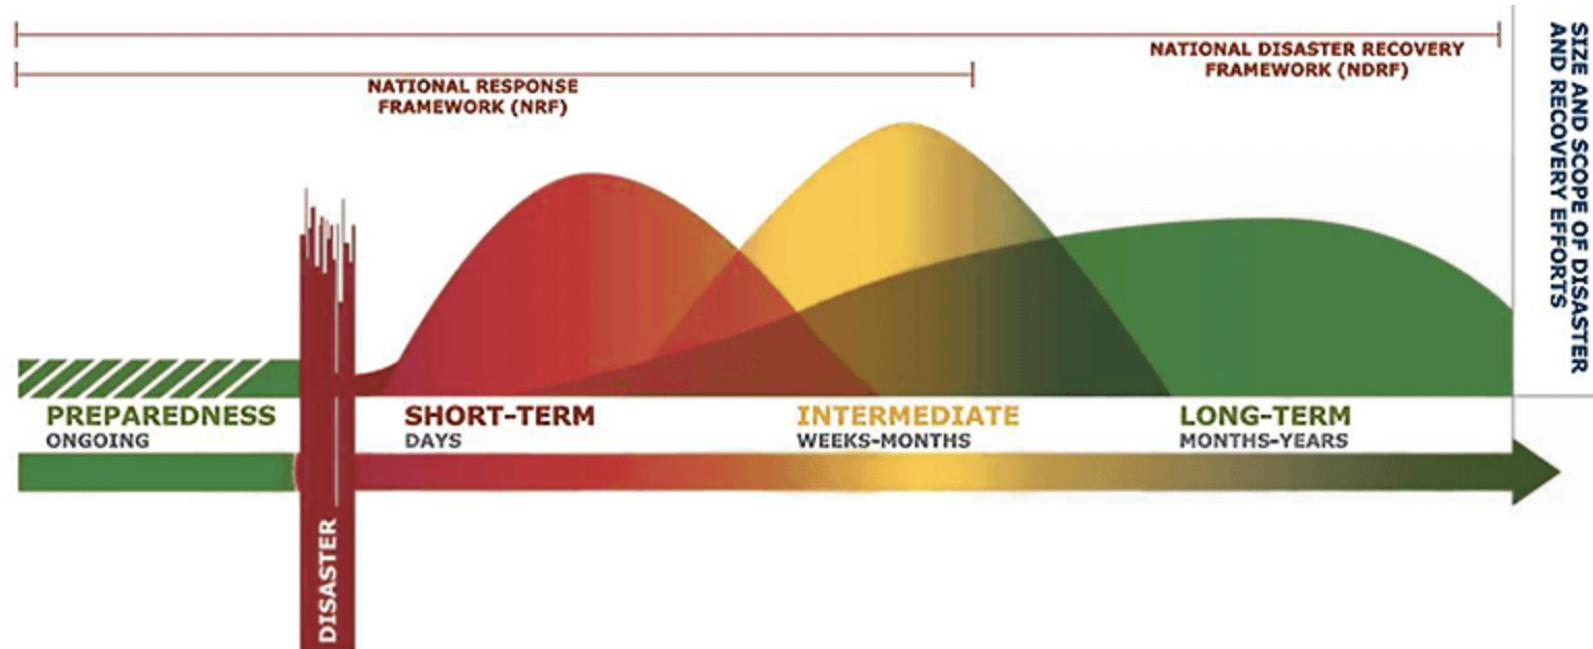 NATIONAL DISASTER RECOVERY
FRAMEWORK (NDRF)
NATIONAL RESPONSE
FRAMEWORK (NRF)
SIZE AND SCOPE OF DISASTER
AND RECOVERY EFFORTS
PREPAREDNESS
ONGOING
SHORT-TERM
DAYS
INTERMEDIATE
WEEKS-MONTHS
LONG-TERM
MONTHS-YEARS
DISASTER